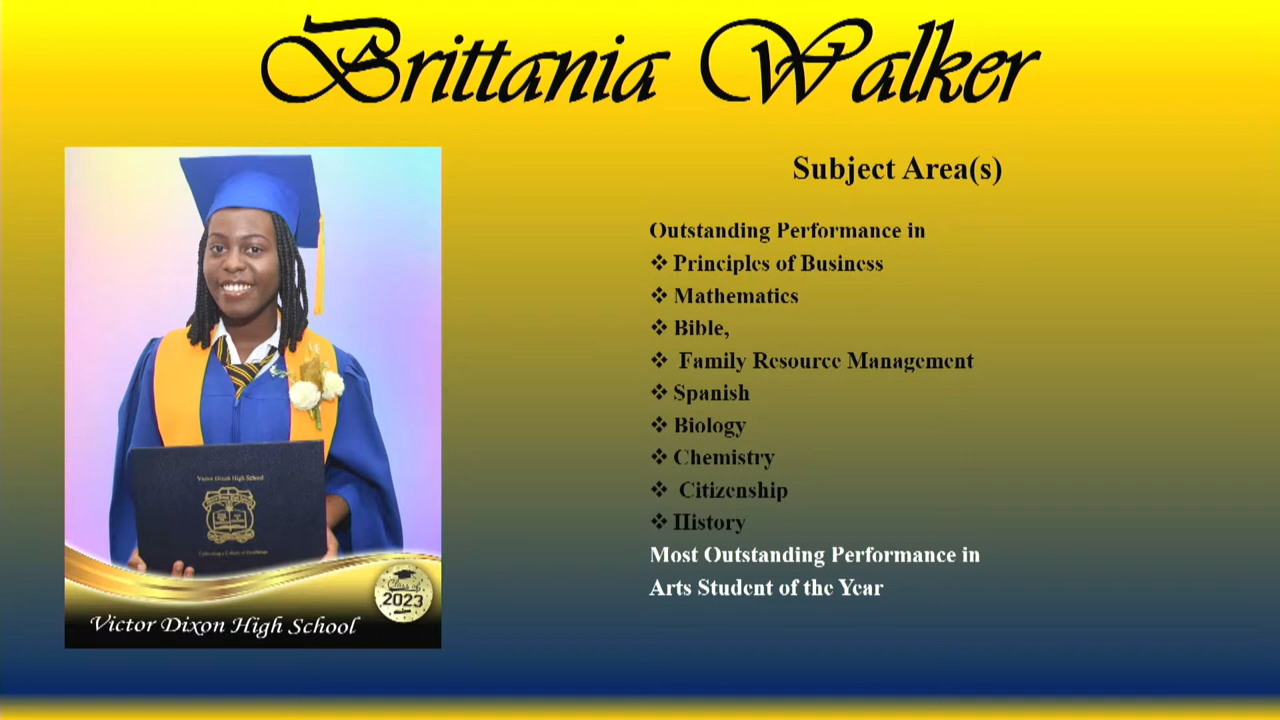 Brittania Walker
Subject Area(s)
Outstanding Performance in
❖ Principles of Business
❖ Mathematics
❖ Bible,
❖ Family Resource Management
❖ Spanish
❖ Biology
❖ Chemistry
❖ Citizenship
❖ History
Most Outstanding Performance in
Arts Student of the Year
Victor Dixon High School
Class of
2023
Victor Dixon High School